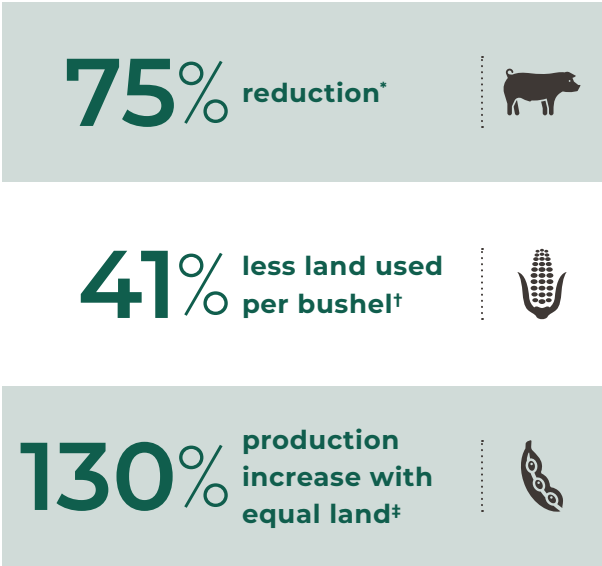 75% reduction*
41% less land used
per bushel†
130% production
increase with
equal land‡